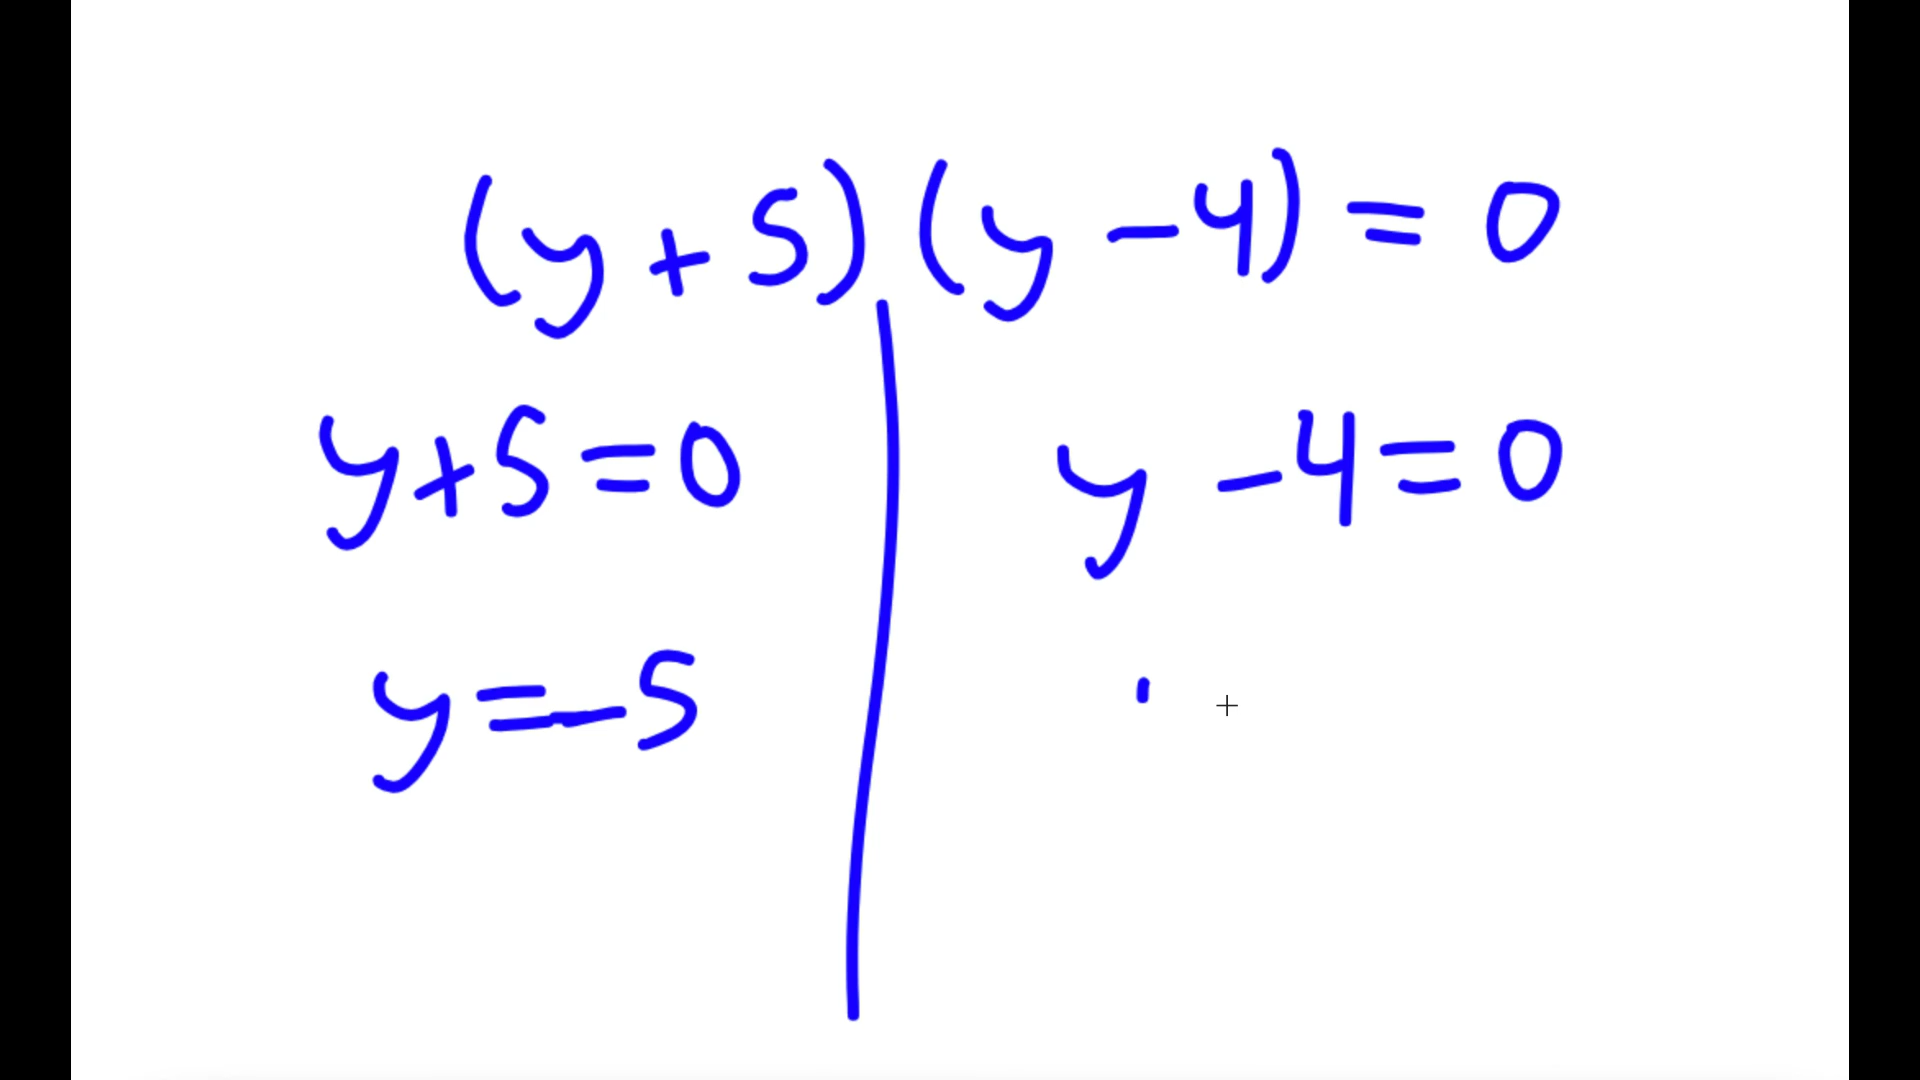 (y + 5) (y - 4) = 0
y + 5 = 0
y = -5
y - 4 = 0